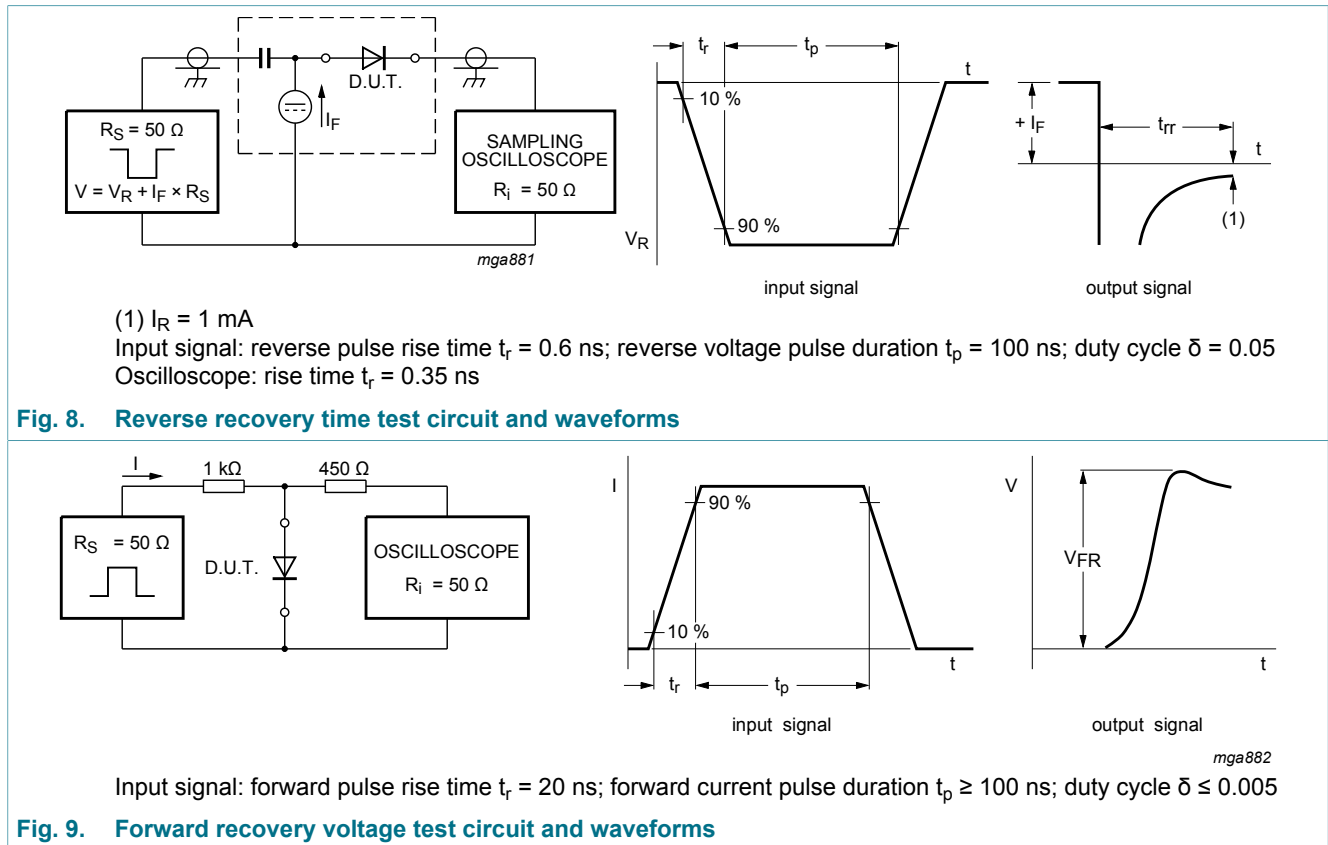 D.U.T.
I_F
R_S = 50 Ω
V = V_R + I_F × R_S
SAMPLING
OSCILLOSCOPE
R_i = 50 Ω
mga881
t_r
t_p
t
10 %
90 %
V_R
input signal
+ I_F
t_rr
t
(1)
output signal
(1) I_R = 1 mA
Input signal: reverse pulse rise time t_r = 0.6 ns; reverse voltage pulse duration t_p = 100 ns; duty cycle δ = 0.05
Oscilloscope: rise time t_r = 0.35 ns
Fig. 8. Reverse recovery time test circuit and waveforms
I
1 kΩ
450 Ω
R_S = 50 Ω
D.U.T.
OSCILLOSCOPE
R_i = 50 Ω
I
90 %
10 %
t
t_r
t_p
input signal
V
V_FR
t
output signal
mga882
Input signal: forward pulse rise time t_r = 20 ns; forward current pulse duration t_p ≥ 100 ns; duty cycle δ ≤ 0.005
Fig. 9. Forward recovery voltage test circuit and waveforms